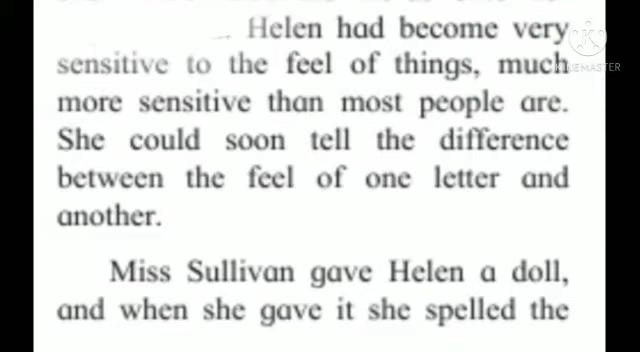 Helen had become very
sensitive to the feel of things, much
more sensitive than most people are.
She could soon tell the difference
between the feel of one letter and
another.
Miss Sullivan gave Helen a doll,
and when she gave it she spelled the
KINEMASTER